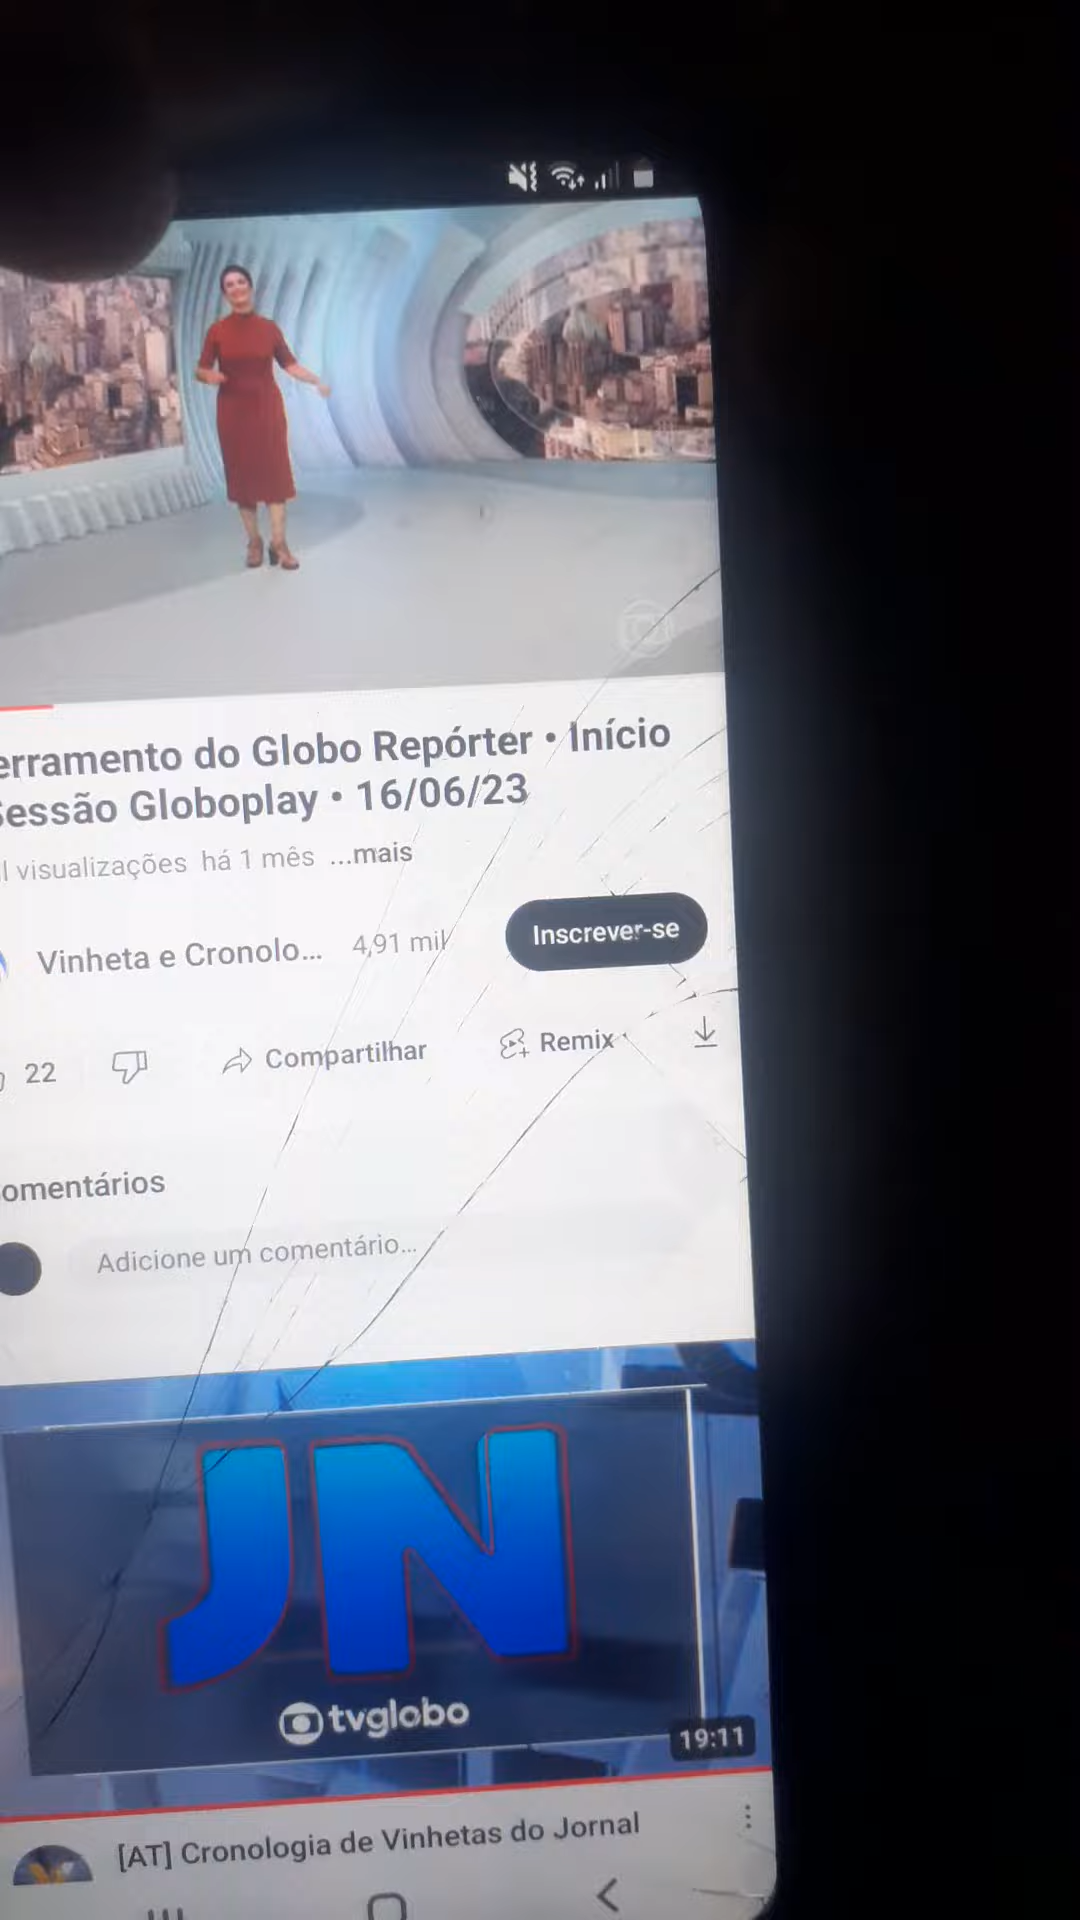 erramento do Globo Repórter • Início
Sessão Globoplay • 16/06/23
l visualizações há 1 mês ...mais
Vinheta e Cronolo... 4,91 mil
Inscrever-se
22
Compartilhar
Remix
omentários
Adicione um comentário...
JN
tvglobo
19:11
[AT] Cronologia de Vinhetas do Jornal